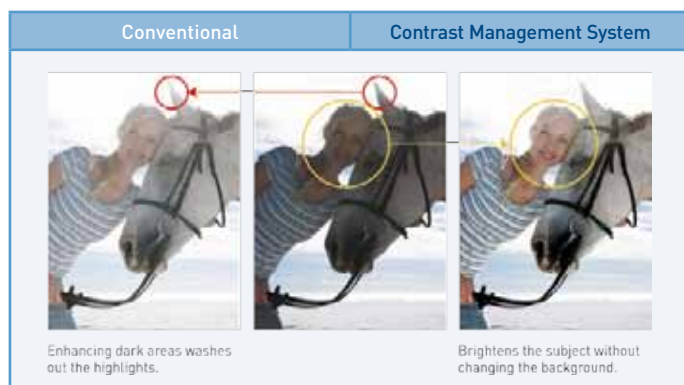 Conventional
Contrast Management System
Enhancing dark areas washes
out the highlights.
Brightens the subject without
changing the background.